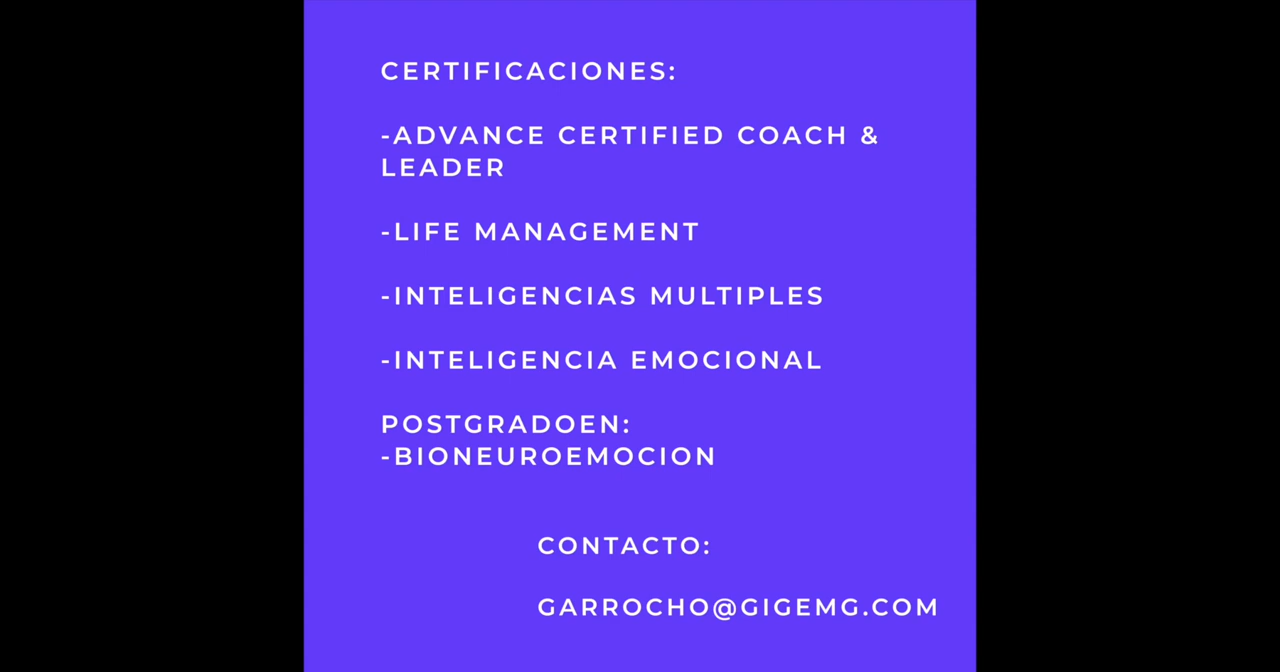 CERTIFICACIONES:
-ADVANCE CERTIFIED COACH &
LEADER
-LIFE MANAGEMENT
-INTELIGENCIAS MULTIPLES
-INTELIGENCIA EMOCIONAL
POSTGRADOEN:
-BIONEUROEMOCION
CONTACTO:
GARROCHO@GIGEMG.COM